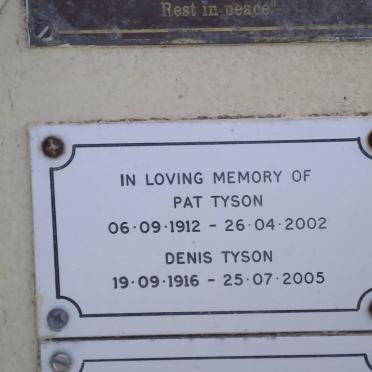 Rest in peace"
IN LOVING MEMORY OF
PAT TYSON
06·09·1912 - 26·04·2002
DENIS TYSON
19·09·1916 - 25·07·2005